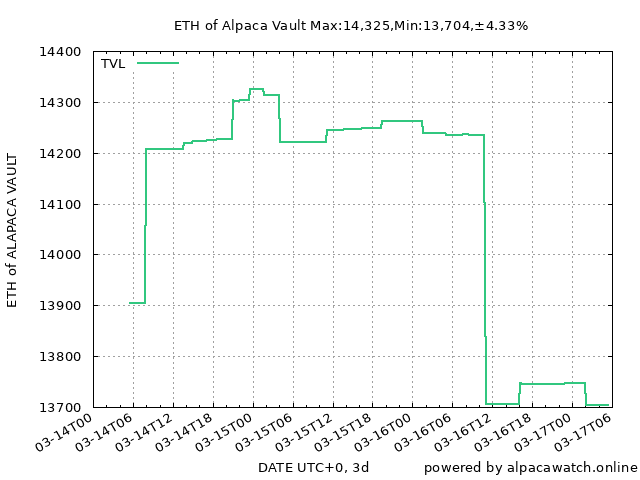 ETH of Alpaca Vault Max:14,325,Min:13,704,±4.33%
TVL
14400
14300
14200
14100
14000
13900
13800
13700
ETH of ALAPACA VAULT
03-14T00
03-14T06
03-14T12
03-14T18
03-15T00
03-15T06
03-15T12
03-15T18
03-16T00
03-16T06
03-16T12
03-16T18
03-17T00
03-17T06
DATE UTC+0, 3d
powered by alpacawatch.online